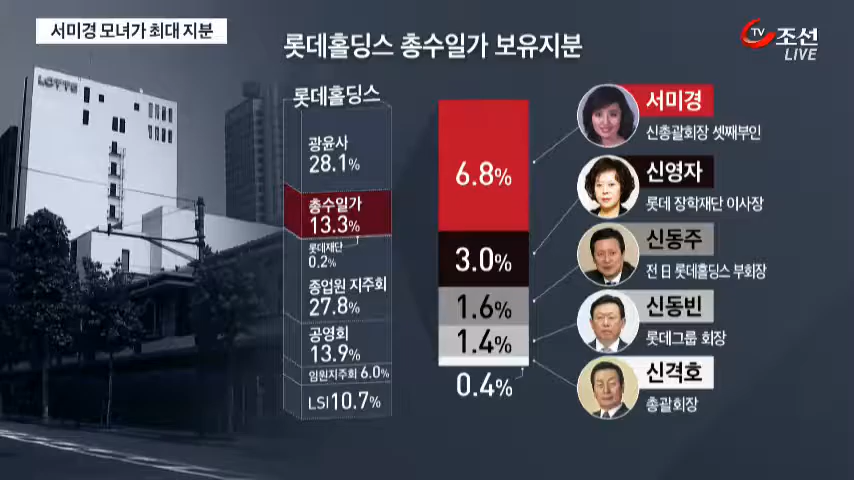 서미경 모녀가 최대 지분
TV조선
LIVE
롯데홀딩스 총수일가 보유지분
LOTTE
롯데홀딩스
광윤사
28.1%
총수일가
13.3%
롯데재단
0.2%
종업원 지주회
27.8%
공영회
13.9%
임원지주회 6.0%
LSI 10.7%
6.8%
3.0%
1.6%
1.4%
0.4%
서미경
신총괄회장 셋째부인
신영자
롯데 장학재단 이사장
신동주
전 日 롯데홀딩스 부회장
신동빈
롯데그룹 회장
신격호
총괄회장